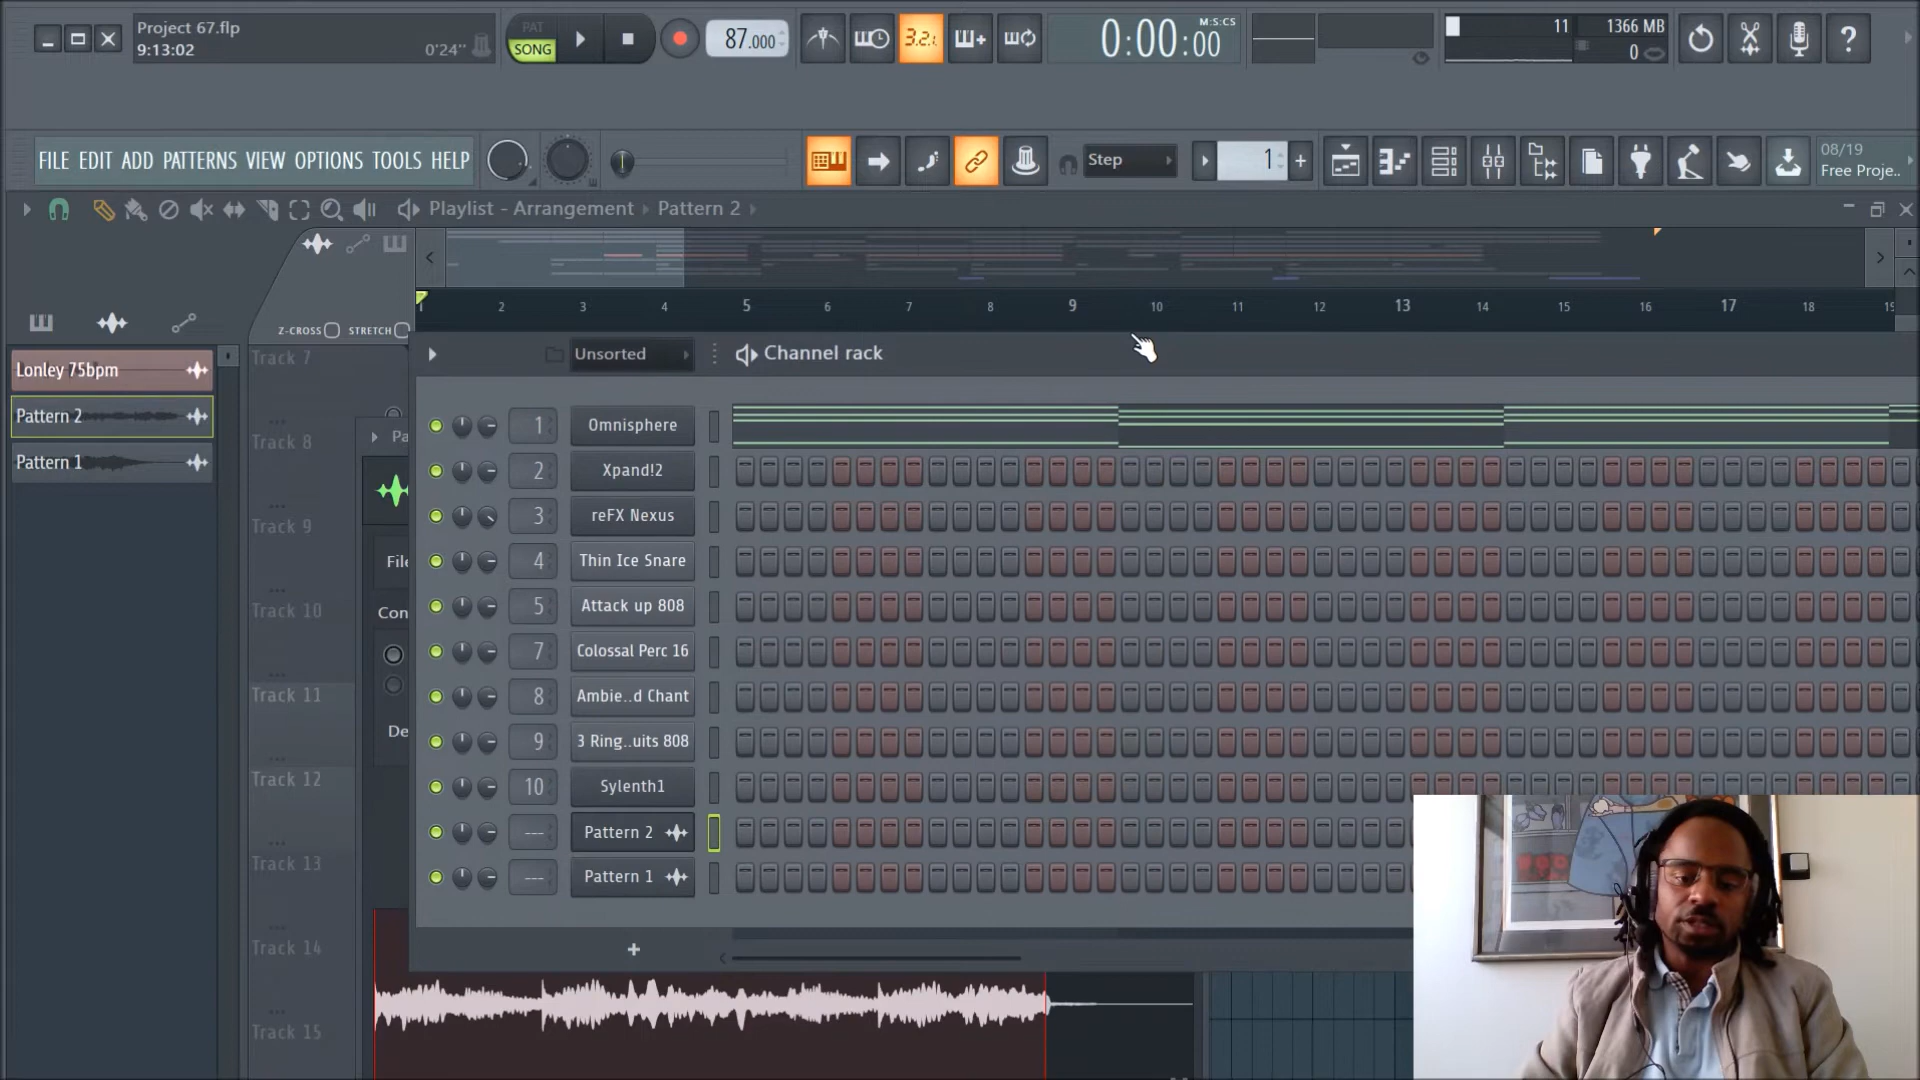 Project 67.flp
9:13:02
0'24"
PAT
SONG
87.000
3.2.
0:00:00
M:S:CS
11
1366 MB
0
FILE EDIT ADD PATTERNS VIEW OPTIONS TOOLS HELP
Step
1
08/19
Free Proje..
Playlist - Arrangement
Pattern 2
Z-CROSS
STRETCH
1 2 3 4 5 6 7 8 9 10 11 12 13 14 15 16 17 18
Lonley 75bpm
Pattern 2
Pattern 1
Track 7
Track 8
Track 9
Track 10
Track 11
Track 12
Track 13
Track 14
Track 15
Pa
File
Con
De
Unsorted
Channel rack
1 Omnisphere
2 Xpand!2
3 reFX Nexus
4 Thin Ice Snare
5 Attack up 808
7 Colossal Perc 16
8 Ambie..d Chant
9 3 Ring..uits 808
10 Sylenth1
--- Pattern 2
--- Pattern 1